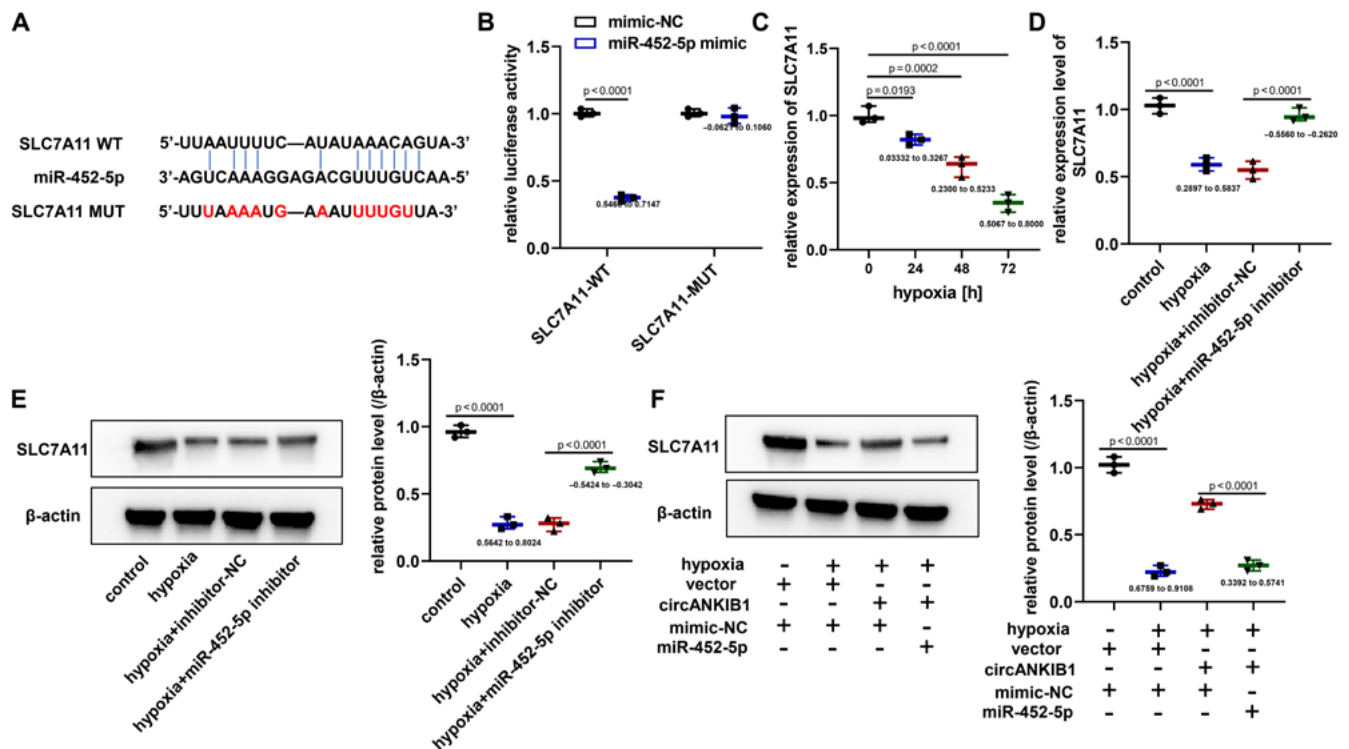 A
SLC7A11 WT 5'-UUAAUUUUC—AUAUAAACAGUA-3'
miR-452-5p 3'-AGUCAAAGGAGACGUUUGUCAA-5'
SLC7A11 MUT 5'-UUUAAAAUG—AAAUUUUGUUA-3'
B
mimic-NC
miR-452-5p mimic
relative luciferase activity
1.5
1.0
0.5
0.0
p<0.0001
-0.0621 to 0.1060
SLC7A11-WT
SLC7A11-MUT
C
relative expression of SLC7A11
1.5
1.0
0.5
0.0
p<0.0001
p=0.0002
p=0.0193
0.03332 to 0.3267
0.2300 to 0.5233
0.5067 to 0.8000
0 24 48 72
hypoxia [h]
D
relative expression level of
SLC7A11
1.5
1.0
0.5
0.0
p<0.0001
p<0.0001
0.2897 to 0.5837
-0.5560 to -0.2620
control
hypoxia
hypoxia+inhibitor-NC
hypoxia+miR-452-5p inhibitor
E
SLC7A11
β-actin
control
hypoxia
hypoxia+inhibitor-NC
hypoxia+miR-452-5p inhibitor
relative protein level (/β-actin)
1.5
1.0
0.5
0.0
p<0.0001
p<0.0001
0.5642 to 0.8024
-0.5424 to -0.3042
control
hypoxia
hypoxia+inhibitor-NC
hypoxia+miR-452-5p inhibitor
F
SLC7A11
β-actin
hypoxia - + + +
vector + + - -
circANKIB1 - - + +
mimic-NC + + + -
miR-452-5p - - - +
relative protein level (/β-actin)
1.5
1.0
0.5
0.0
p<0.0001
p<0.0001
0.6759 to 0.9108
0.3392 to 0.5741
hypoxia - + + +
vector + + - -
circANKIB1 - - + +
mimic-NC + + + -
miR-452-5p - - - +